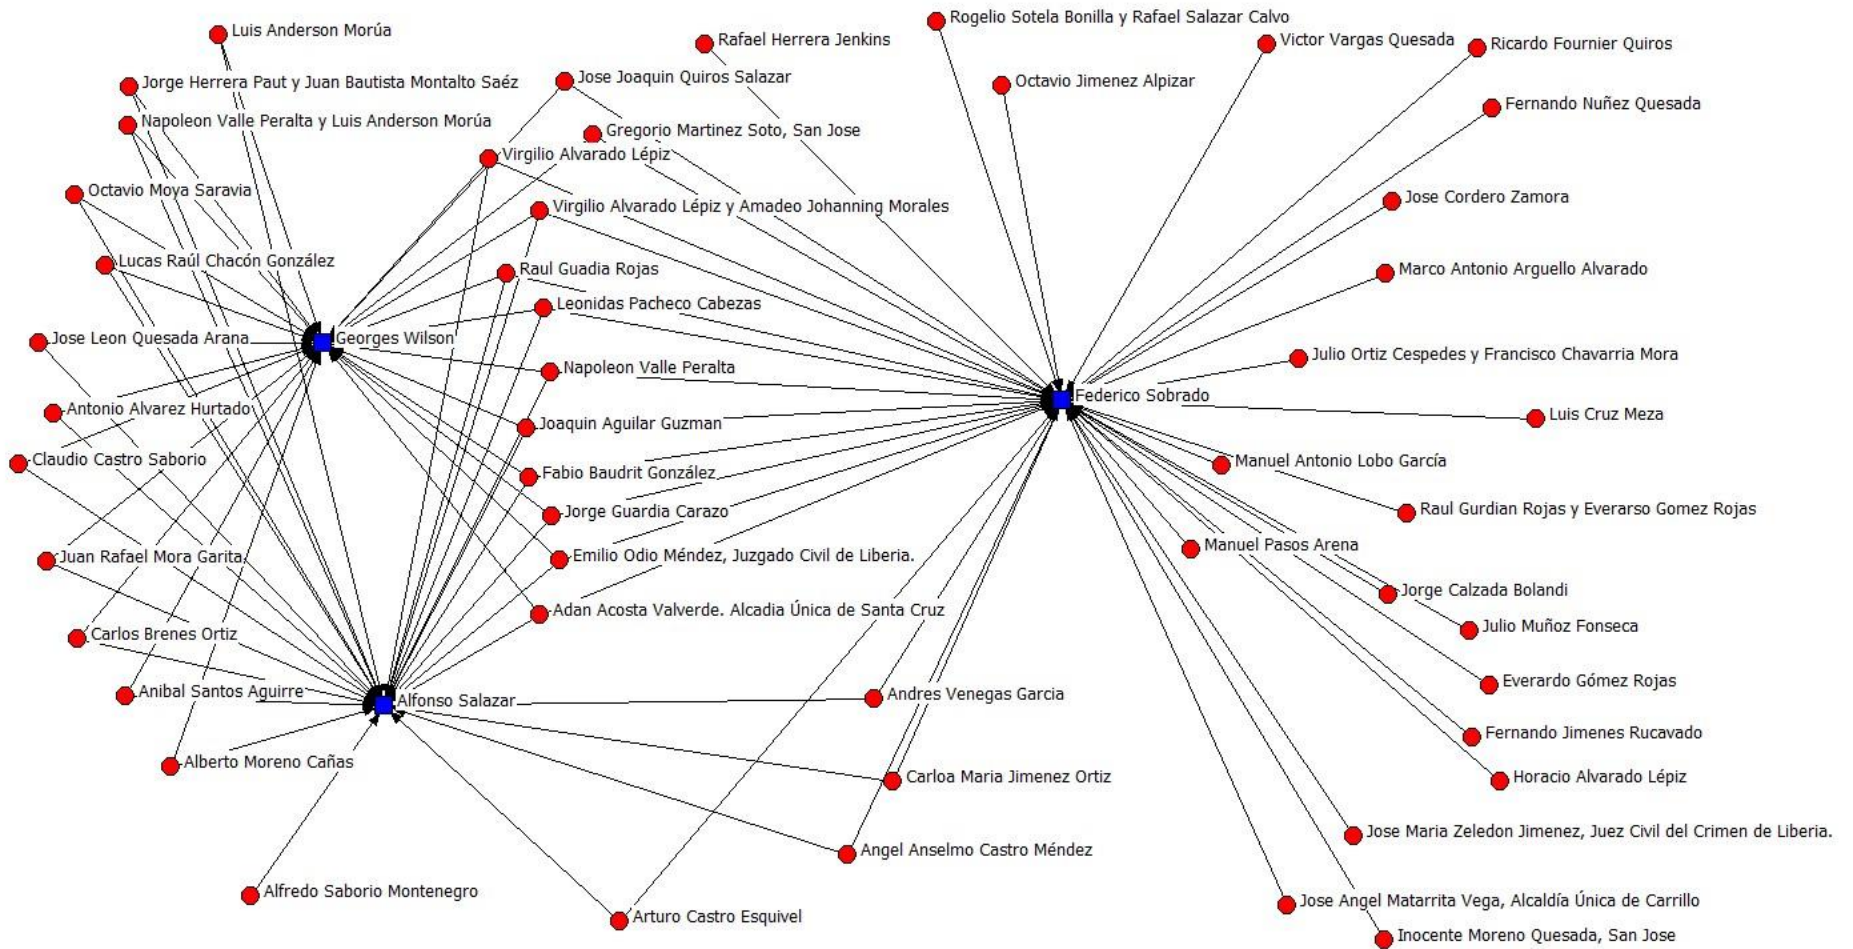 Rogelio Sotela Bonilla y Rafael Salazar Calvo
Luis Anderson Morúa
Rafael Herrera Jenkins
Victor Vargas Quesada
Ricardo Fournier Quiros
Jose Joaquin Quiros Salazar
Jorge Herrera Paut y Juan Bautista Montalto Saéz
Octavio Jimenez Alpizar
Fernando Nuñez Quesada
Napoleon Valle Peralta y Luis Anderson Morúa
Gregorio Martinez Soto, San Jose
Virgilio Alvarado Lépiz
Octavio Moya Saravia
Jose Cordero Zamora
Virgilio Alvarado Lépiz y Amadeo Johanning Morales
Lucas Raúl Chacón González
Raul Guadia Rojas
Marco Antonio Arguello Alvarado
Leonidas Pacheco Cabezas
Jose Leon Quesada Arana
Georges Wilson
Julio Ortiz Cespedes y Francisco Chavarria Mora
Napoleon Valle Peralta
Federico Sobrado
Antonio Alvarez Hurtado
Luis Cruz Meza
Joaquin Aguilar Guzman
Claudio Castro Saborio
Manuel Antonio Lobo García
Fabio Baudrit González
Jorge Guardia Carazo
Raul Gurdian Rojas y Everarso Gomez Rojas
Manuel Pasos Arena
Juan Rafael Mora Garita
Emilio Odio Méndez, Juzgado Civil de Liberia.
Jorge Calzada Bolandi
Adan Acosta Valverde. Alcadia Única de Santa Cruz
Julio Muñoz Fonseca
Carlos Brenes Ortiz
Everardo Gómez Rojas
Anibal Santos Aguirre
Alfonso Salazar
Andres Venegas Garcia
Fernando Jimenes Rucavado
Alberto Moreno Cañas
Carloa Maria Jimenez Ortiz
Horacio Alvarado Lépiz
Jose Maria Zeledon Jimenez, Juez Civil del Crimen de Liberia.
Angel Anselmo Castro Méndez
Alfredo Saborio Montenegro
Jose Angel Matarrita Vega, Alcaldía Única de Carrillo
Arturo Castro Esquivel
Inocente Moreno Quesada, San Jose